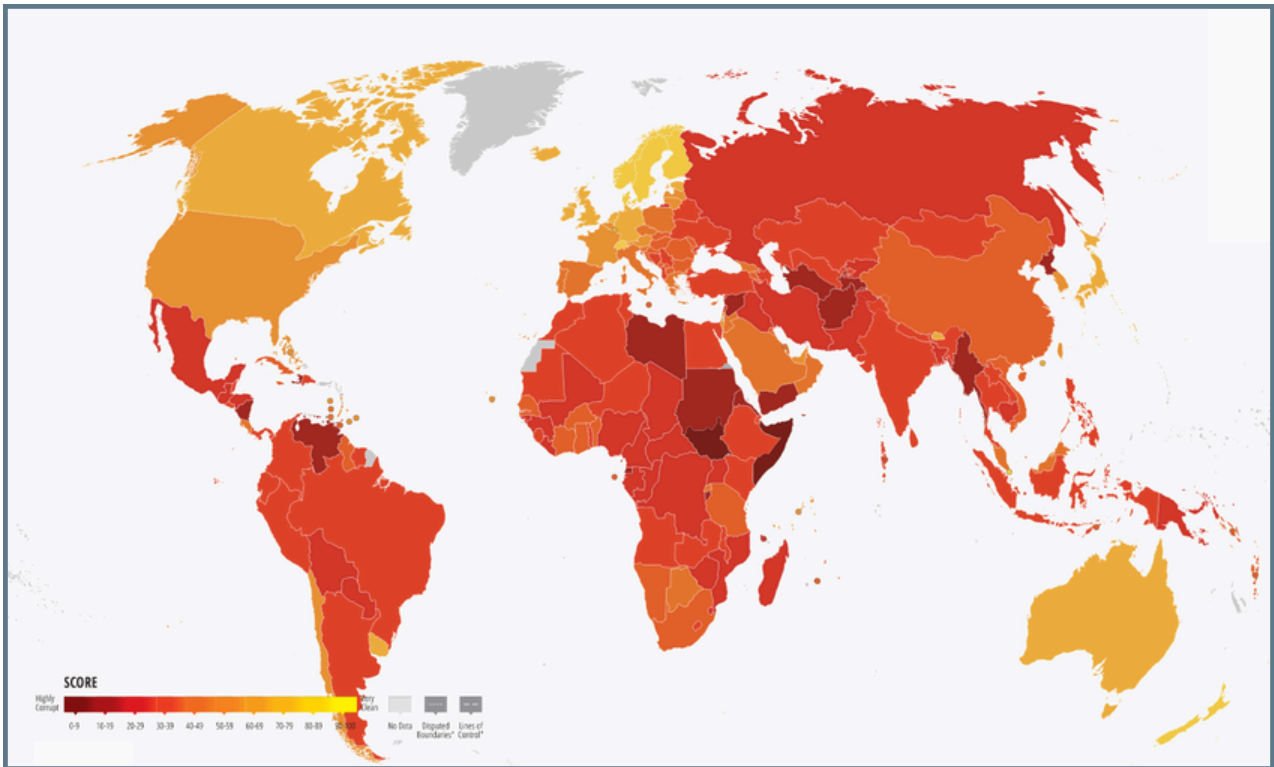 SCORE
Highly
Corrupt
Very
Clean
0-9 10-19 20-29 30-39 40-49 50-59 60-69 70-79 80-89 90-100
No Data
Disputed
Boundaries*
Lines of
Control*